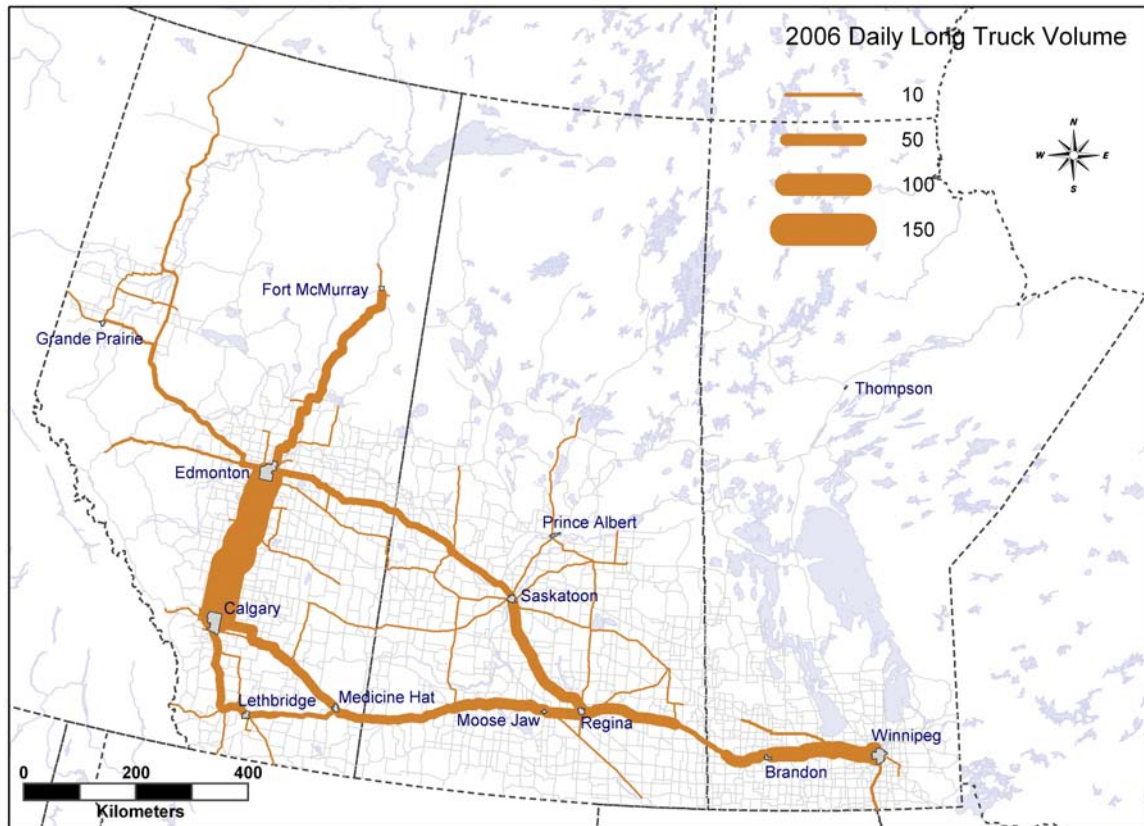 2006 Daily Long Truck Volume
10
50
100
150
N
W E
S
Fort McMurray
Grande Prairie
Thompson
Edmonton
Prince Albert
Saskatoon
Calgary
Lethbridge
Medicine Hat
Moose Jaw
Regina
Winnipeg
Brandon
0 200 400
Kilometers